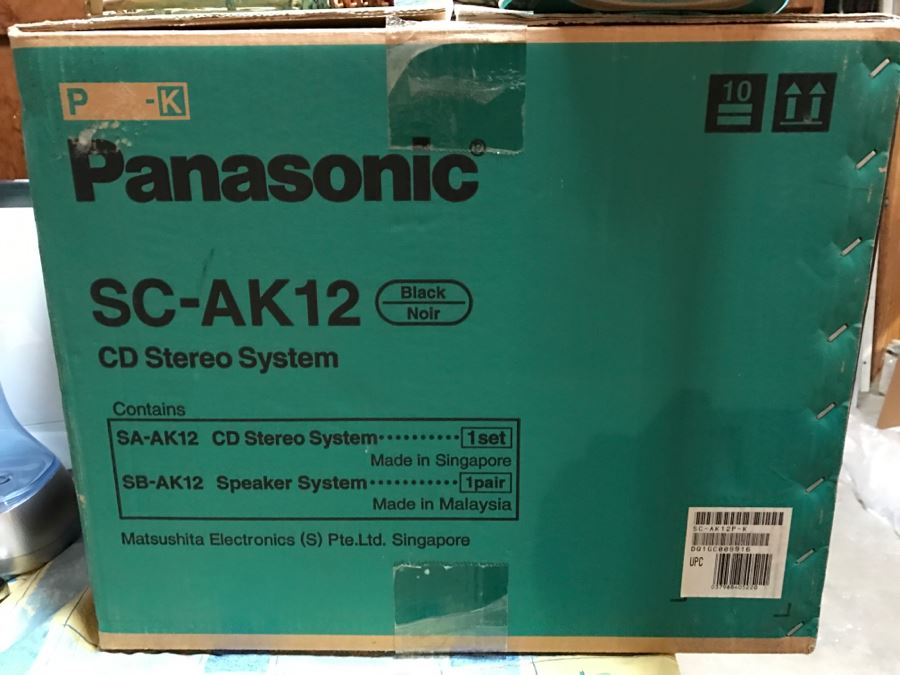 P -K
10
Panasonic®
SC-AK12 Black
Noir
CD Stereo System
Contains
SA-AK12 CD Stereo System·········· 1set
Made in Singapore
SB-AK12 Speaker System··········· 1pair
Made in Malaysia
Matsushita Electronics (S) Pte.Ltd. Singapore
SC-AK12P-K
DQ1GC009916
UPC